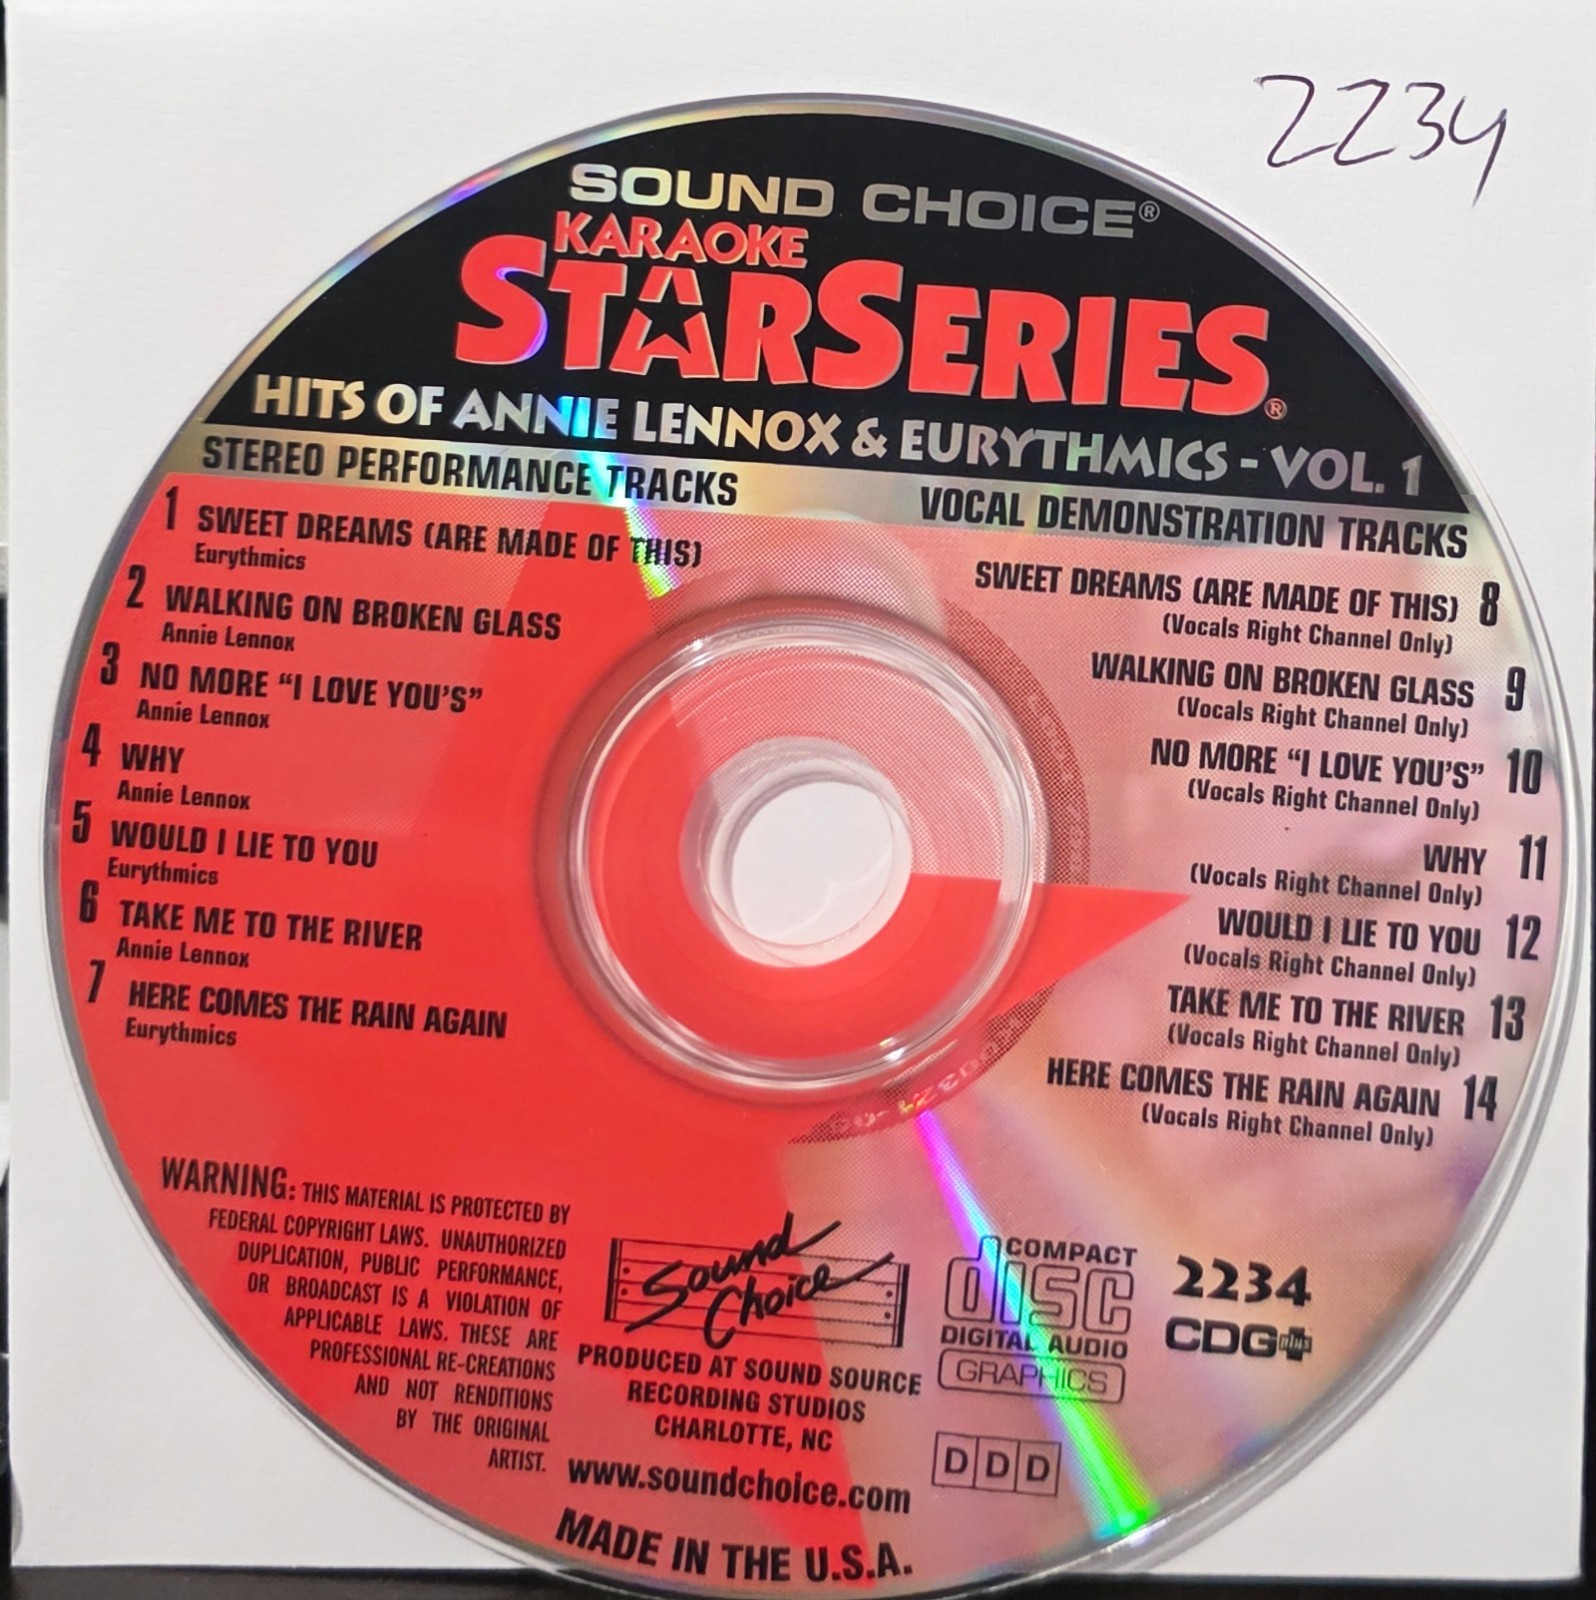 2234
SOUND CHOICE®
KARAOKE
STARSERIES®
HITS OF ANNIE LENNOX & EURYTHMICS - VOL. 1
STEREO PERFORMANCE TRACKS
1 SWEET DREAMS (ARE MADE OF THIS)
Eurythmics
2 WALKING ON BROKEN GLASS
Annie Lennox
3 NO MORE “I LOVE YOU’S”
Annie Lennox
4 WHY
Annie Lennox
5 WOULD I LIE TO YOU
Eurythmics
6 TAKE ME TO THE RIVER
Annie Lennox
7 HERE COMES THE RAIN AGAIN
Eurythmics
VOCAL DEMONSTRATION TRACKS
SWEET DREAMS (ARE MADE OF THIS) 8
(Vocals Right Channel Only)
WALKING ON BROKEN GLASS 9
(Vocals Right Channel Only)
NO MORE “I LOVE YOU’S” 10
(Vocals Right Channel Only)
WHY 11
(Vocals Right Channel Only)
WOULD I LIE TO YOU 12
(Vocals Right Channel Only)
TAKE ME TO THE RIVER 13
(Vocals Right Channel Only)
HERE COMES THE RAIN AGAIN 14
(Vocals Right Channel Only)
WARNING: THIS MATERIAL IS PROTECTED BY
FEDERAL COPYRIGHT LAWS. UNAUTHORIZED
DUPLICATION, PUBLIC PERFORMANCE,
OR BROADCAST IS A VIOLATION OF
APPLICABLE LAWS. THESE ARE
PROFESSIONAL RE-CREATIONS
AND NOT RENDITIONS
BY THE ORIGINAL
ARTIST.
Sound
Choice
PRODUCED AT SOUND SOURCE
RECORDING STUDIOS
CHARLOTTE, NC
www.soundchoice.com
MADE IN THE U.S.A.
COMPACT
disc
DIGITAL AUDIO
GRAPHICS
DDD
2234
CDG plus